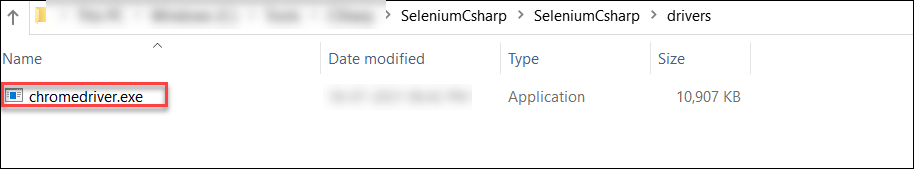 SeleniumCsharp > SeleniumCsharp > drivers
Name Date modified Type Size
chromedriver.exe Application 10,907 KB